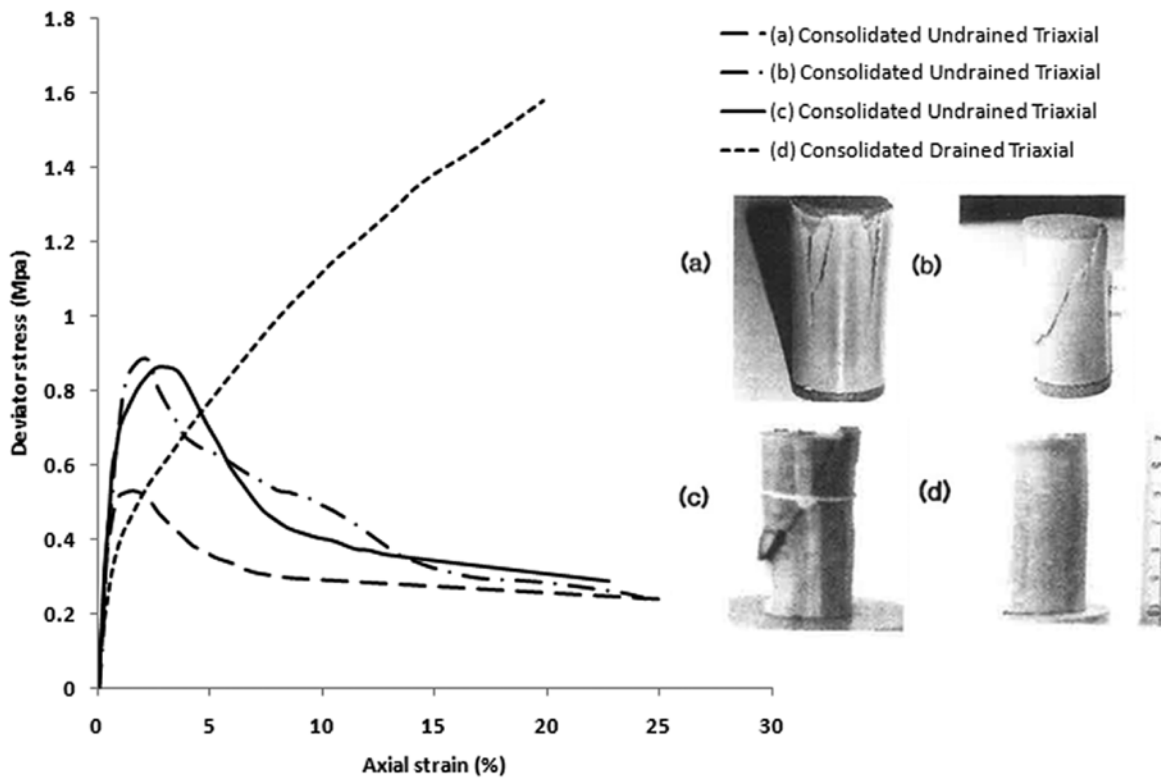 1.8
1.6
1.4
1.2
1
0.8
0.6
0.4
0.2
0
Deviator stress (Mpa)
0 5 10 15 20 25 30
Axial strain (%)
(a) Consolidated Undrained Triaxial
(b) Consolidated Undrained Triaxial
(c) Consolidated Undrained Triaxial
(d) Consolidated Drained Triaxial
(a)
(b)
(c)
(d)